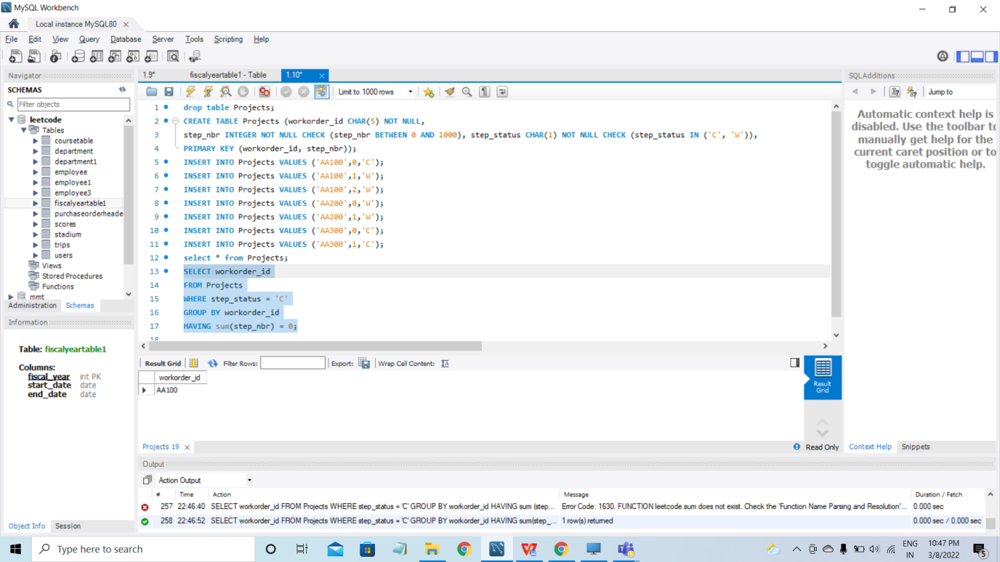 MySQL Workbench
Local instance MySQL80
File Edit View Query Database Server Tools Scripting Help
Navigator
SCHEMAS
Filter objects
leetcode
Tables
coursetable
department
department1
employee
employee1
employee3
fiscalyeartable1
purchaseorderheade
scores
stadium
trips
users
Views
Stored Procedures
Functions
mmt
Administration Schemas
Information
Table: fiscalyeartable1
Columns:
fiscal_year int PK
start_date date
end_date date
Object Info Session
1.9* fiscalyeartable1 - Table 1.10*
Limit to 1000 rows
1 drop table Projects;
2 CREATE TABLE Projects (workorder_id CHAR(5) NOT NULL,
3 step_nbr INTEGER NOT NULL CHECK (step_nbr BETWEEN 0 AND 1000), step_status CHAR(1) NOT NULL CHECK (step_status IN ('C', 'W')),
4 PRIMARY KEY (workorder_id, step_nbr));
5 INSERT INTO Projects VALUES ('AA100',0,'C');
6 INSERT INTO Projects VALUES ('AA100',1,'W');
7 INSERT INTO Projects VALUES ('AA100',2,'W');
8 INSERT INTO Projects VALUES ('AA200',0,'W');
9 INSERT INTO Projects VALUES ('AA200',1,'W');
10 INSERT INTO Projects VALUES ('AA300',0,'C');
11 INSERT INTO Projects VALUES ('AA300',1,'C');
12 select * from Projects;
13 SELECT workorder_id
14 FROM Projects
15 WHERE step_status = 'C'
16 GROUP BY workorder_id
17 HAVING sum(step_nbr) = 0;
18
Result Grid Filter Rows: Export: Wrap Cell Content:
workorder_id
AA100
Result
Grid
Projects 19
Read Only
SQLAdditions
Jump to
Automatic context help is
disabled. Use the toolbar to
manually get help for the
current caret position or to
toggle automatic help.
Context Help Snippets
Output
Action Output
# Time Action Message Duration / Fetch
257 22:46:40 SELECT workorder_id FROM Projects WHERE step_status = 'C' GROUP BY workorder_id HAVING sum (step... Error Code: 1630. FUNCTION leetcode.sum does not exist. Check the 'Function Name Parsing and Resolution'... 0.000 sec
258 22:46:52 SELECT workorder_id FROM Projects WHERE step_status = 'C' GROUP BY workorder_id HAVING sum(step_... 1 row(s) returned 0.000 sec / 0.000 sec
Type here to search
ENG
IN
10:47 PM
3/8/2022
5